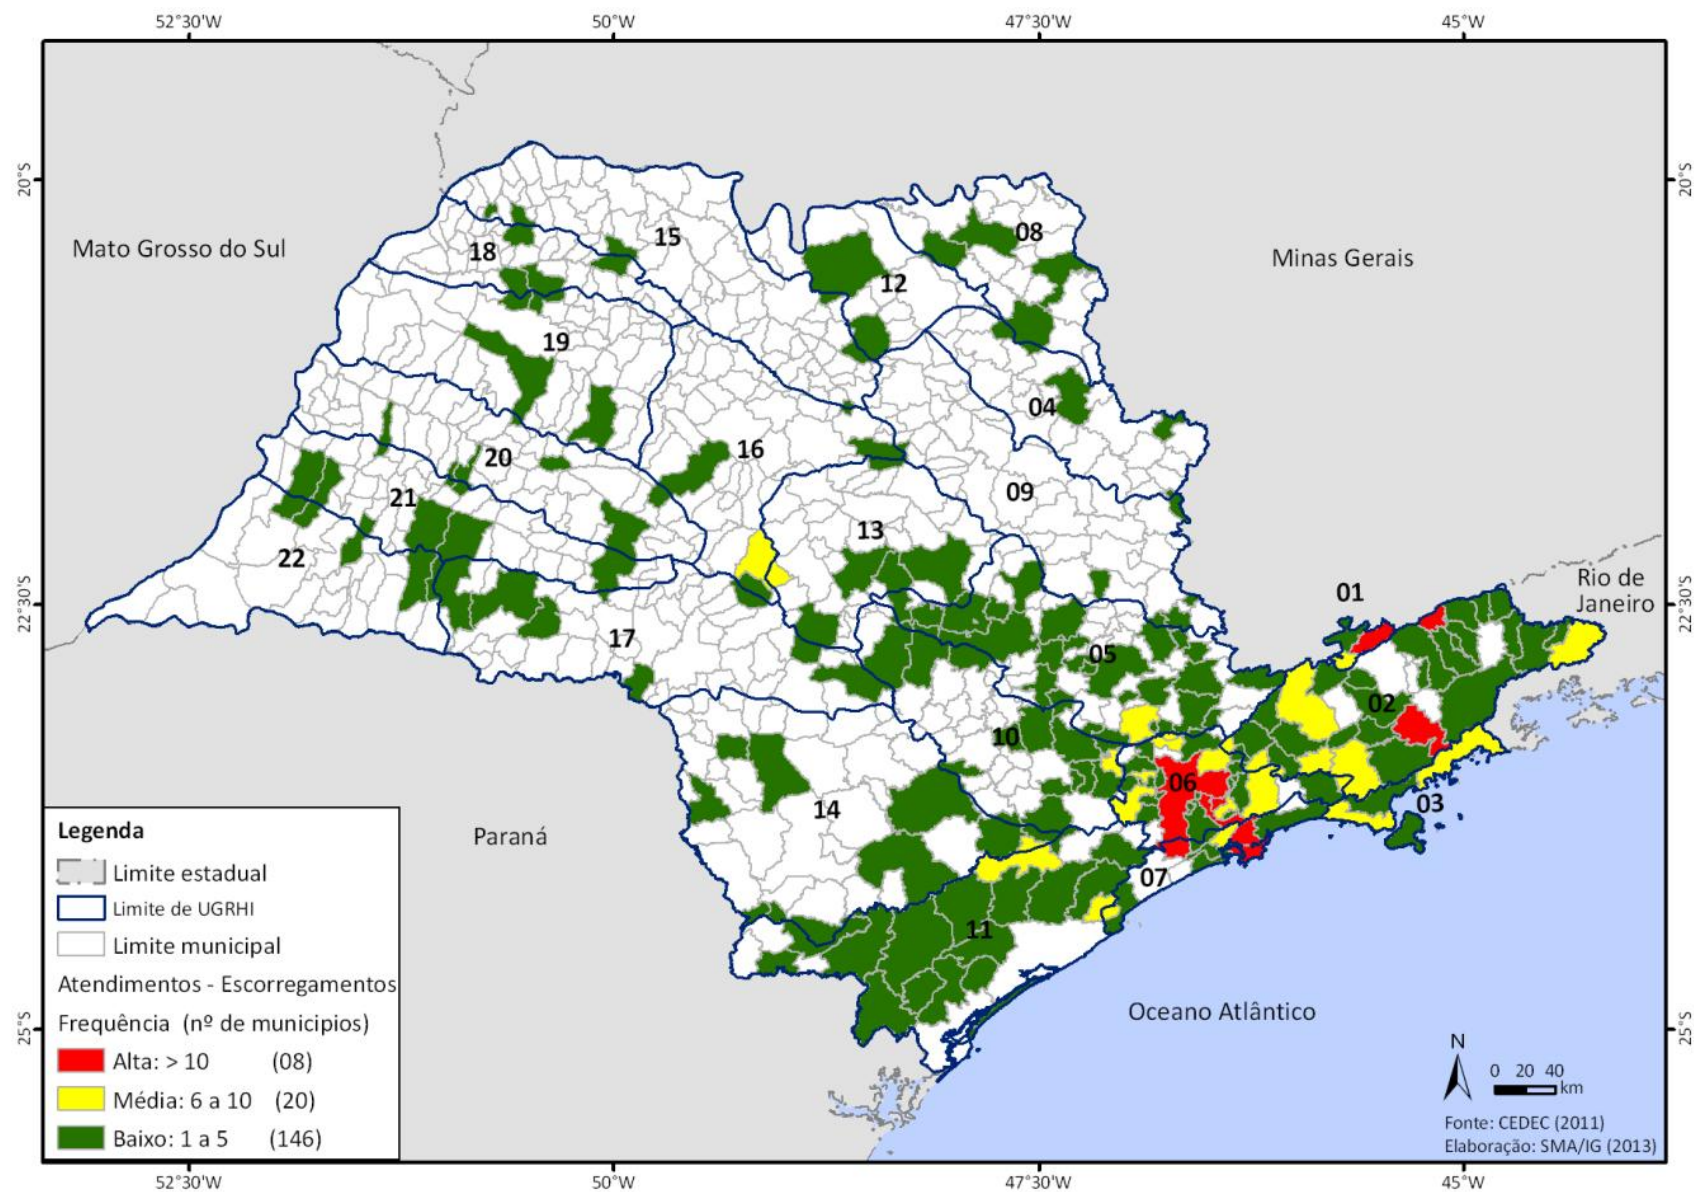 52°30'W 50°W 47°30'W 45°W
20°S 20°S
Mato Grosso do Sul
Minas Gerais
15
08
18
12
19
04
16
20
09
21
13
22
Rio de
Janeiro
01
22°30'S 22°30'S
17
05
02
10
06
03
14
Paraná
07
11
Oceano Atlântico
25°S 25°S
Legenda
Limite estadual
Limite de UGRHI
Limite municipal
Atendimentos - Escorregamentos
Frequência (nº de municipios)
Alta: > 10 (08)
Média: 6 a 10 (20)
Baixo: 1 a 5 (146)
N
0 20 40
km
Fonte: CEDEC (2011)
Elaboração: SMA/IG (2013)
52°30'W 50°W 47°30'W 45°W